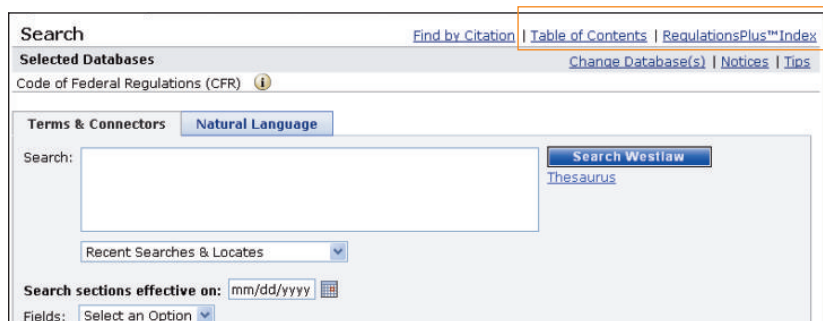 Search Find by Citation | Table of Contents | RegulationsPlus™Index
Selected Databases Change Database(s) | Notices | Tips
Code of Federal Regulations (CFR) i
Terms & Connectors Natural Language
Search: Search Westlaw
Thesaurus
Recent Searches & Locates
Search sections effective on: mm/dd/yyyy
Fields: Select an Option